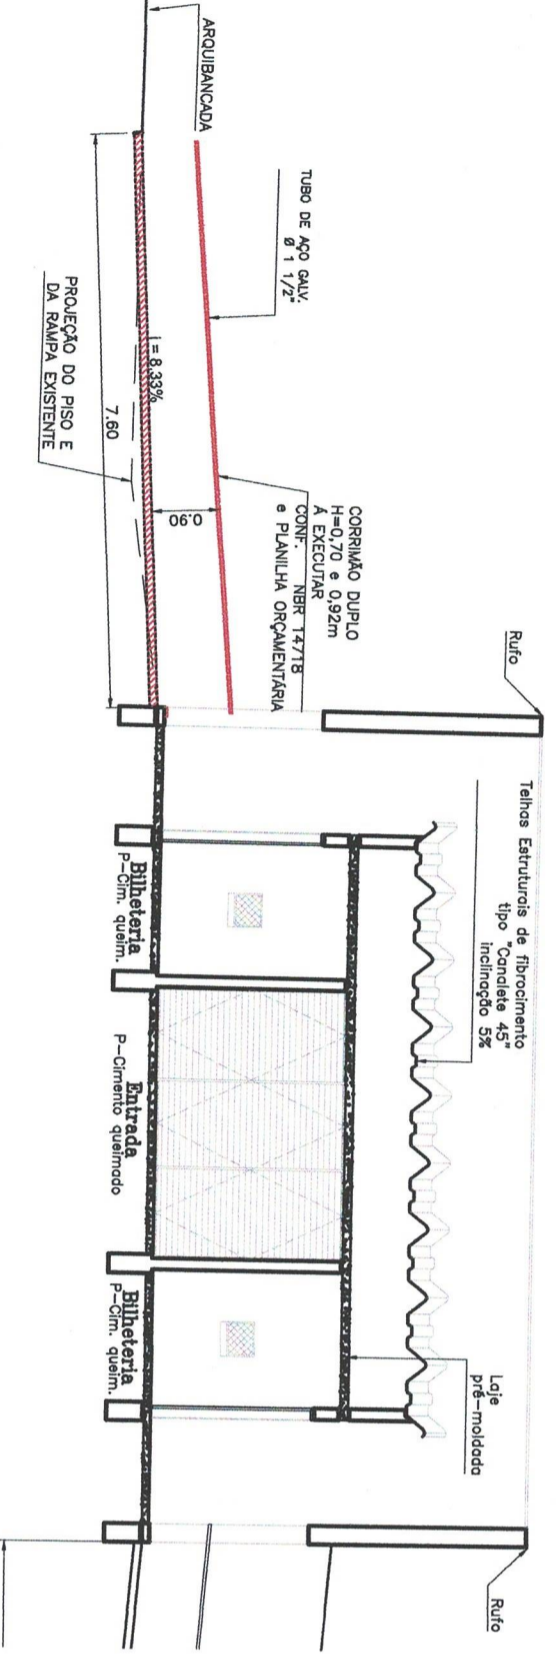 ARQUIBANCADA
TUBO DE AÇO GALV.
Ø 1 1/2"
i = 8.33%
7.60
PROJEÇÃO DO PISO E
DA RAMPA EXISTENTE
0.90
CORRIMÃO DUPLO
H=0,70 e 0,92m
Á EXECUTAR
CONF. NBR 14718
e PLANILHA ORÇAMENTÁRIA
Rufo
Telhas Estruturais de fibrocimento
tipo "Canalete 45"
inclinação 5%
Bilheteria
P-Cim. queim.
Entrada
P-Cimento queimado
Bilheteria
P-Cim. queim.
Laje
pré-moldada
Rufo